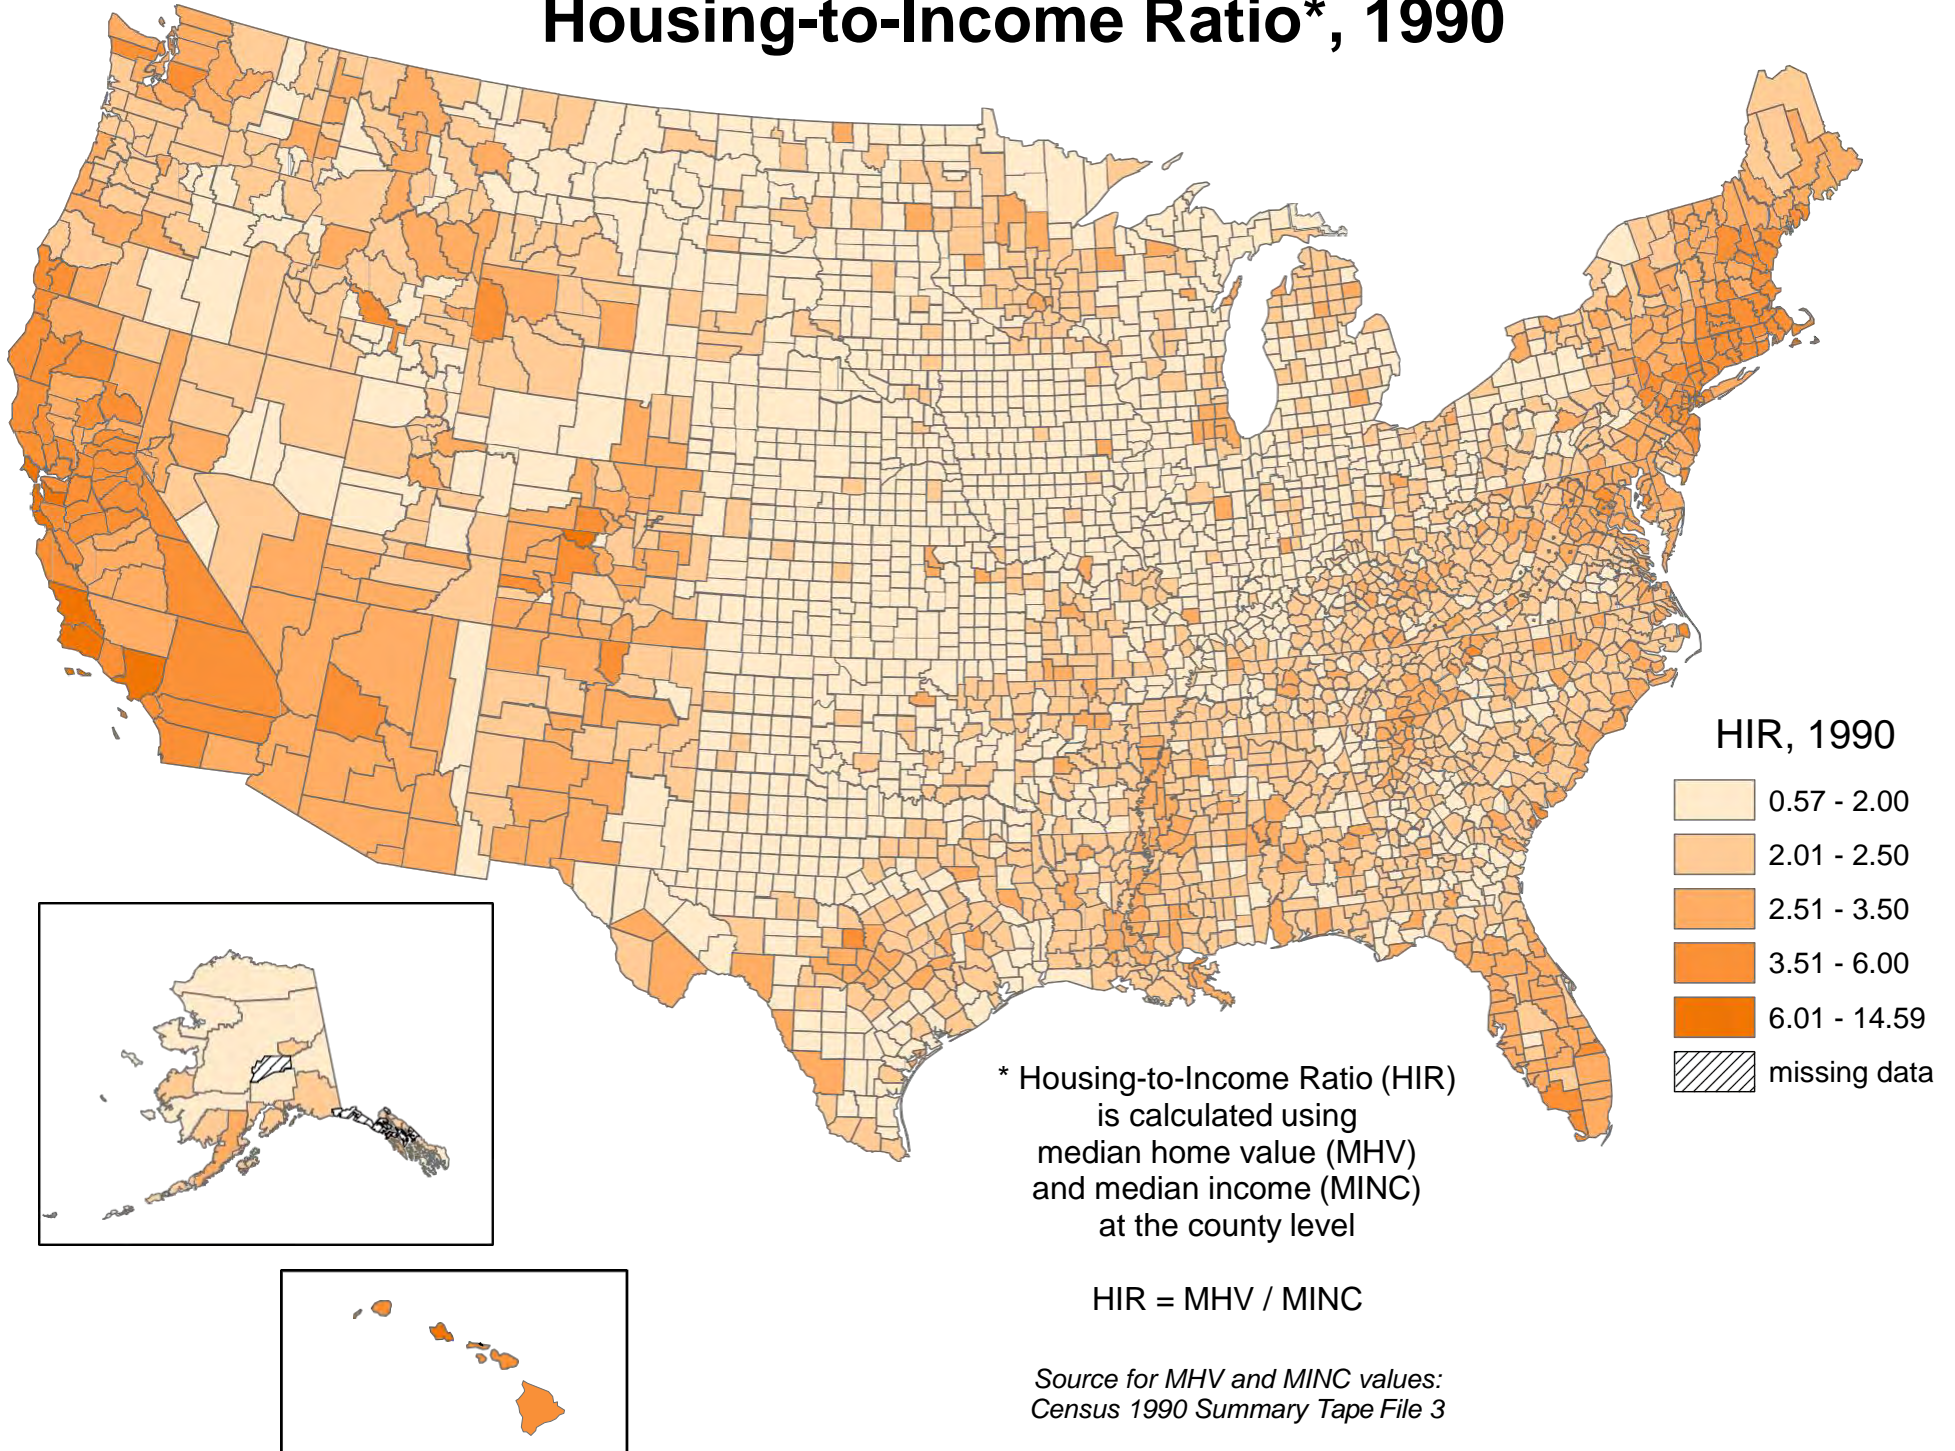 Housing-to-Income Ratio*, 1990
HIR, 1990
0.57 - 2.00
2.01 - 2.50
2.51 - 3.50
3.51 - 6.00
6.01 - 14.59
missing data
* Housing-to-Income Ratio (HIR)
is calculated using
median home value (MHV)
and median income (MINC)
at the county level
HIR = MHV / MINC
Source for MHV and MINC values:
Census 1990 Summary Tape File 3